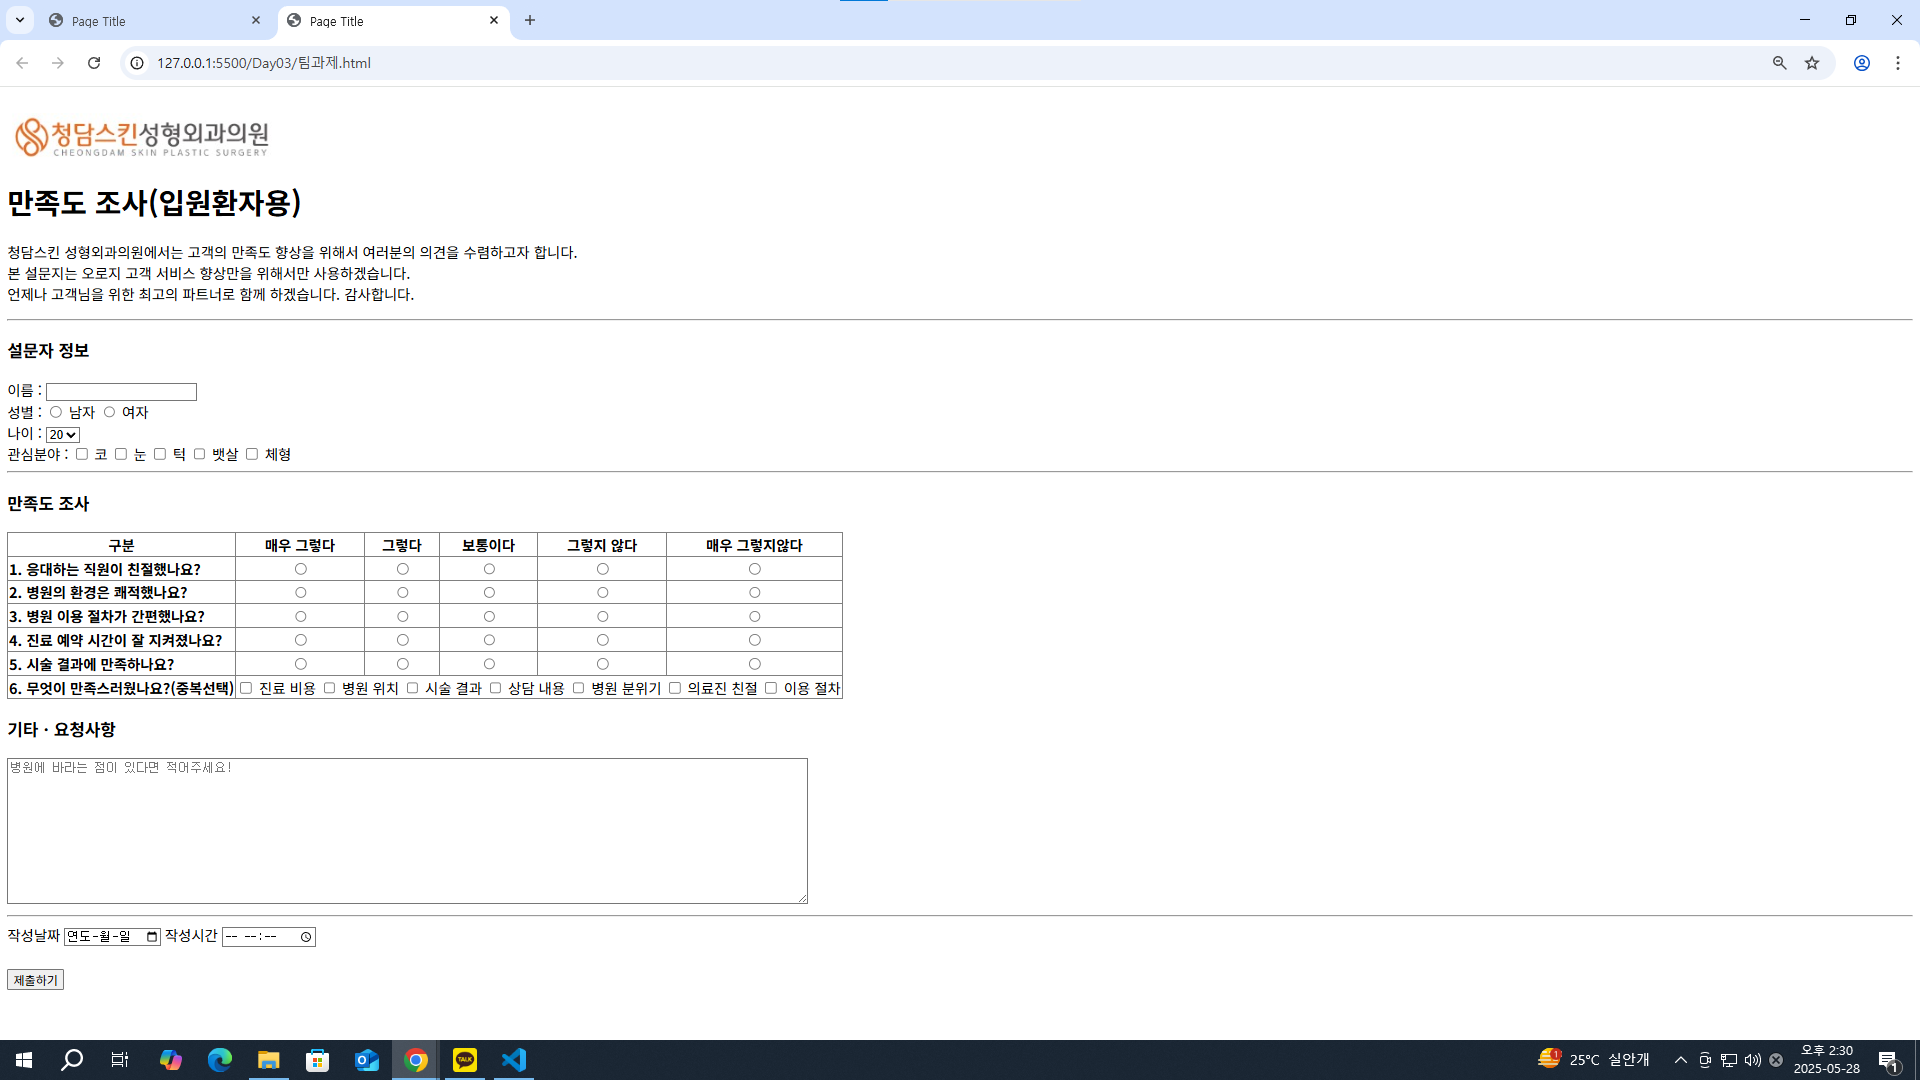 Page Title
Page Title
127.0.0.1:5500/Day03/팀과제.html
청담스킨성형외과의원
CHEONGDAM SKIN PLASTIC SURGERY
만족도 조사(입원환자용)
청담스킨 성형외과의원에서는 고객의 만족도 향상을 위해서 여러분의 의견을 수렴하고자 합니다.
본 설문지는 오로지 고객 서비스 향상만을 위해서만 사용하겠습니다.
언제나 고객님을 위한 최고의 파트너로 함께 하겠습니다. 감사합니다.
설문자 정보
이름 :
성별 : 남자 여자
나이 : 20
관심분야 : 코 눈 턱 뱃살 체형
만족도 조사
구분 매우 그렇다 그렇다 보통이다 그렇지 않다 매우 그렇지않다
1. 응대하는 직원이 친절했나요?
2. 병원의 환경은 쾌적했나요?
3. 병원 이용 절차가 간편했나요?
4. 진료 예약 시간이 잘 지켜졌나요?
5. 시술 결과에 만족하나요?
6. 무엇이 만족스러웠나요?(중복선택) 진료 비용 병원 위치 시술 결과 상담 내용 병원 분위기 의료진 친절 이용 절차
기타 · 요청사항
병원에 바라는 점이 있다면 적어주세요!
작성날짜 연도-월-일 작성시간 -- --:--
제출하기
TALK
1
25°C 실안개
오후 2:30
2025-05-28
1